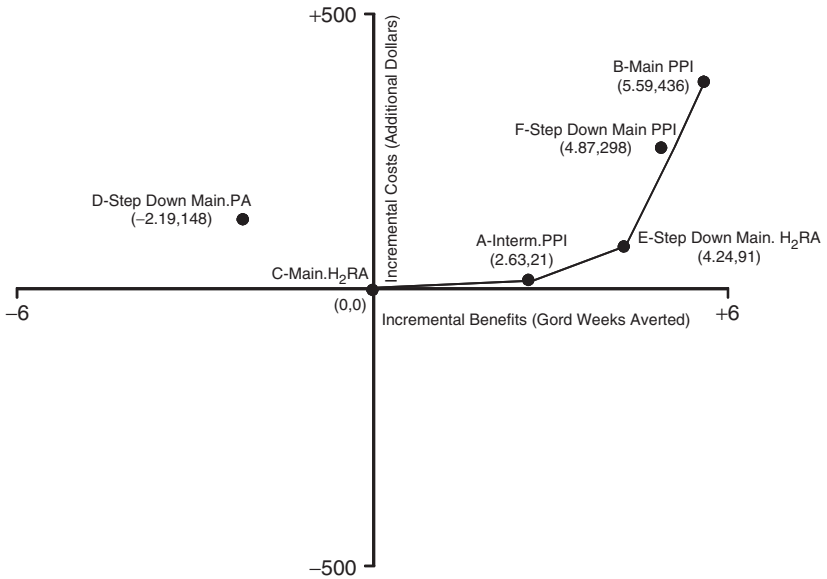 +500
Incremental Costs (Additional Dollars)
B-Main PPI
(5.59,436)
F-Step Down Main PPI
(4.87,298)
D-Step Down Main.PA
(−2.19,148)
A-Interm.PPI
(2.63,21)
E-Step Down Main. H₂RA
(4.24,91)
C-Main.H₂RA
(0,0)
−6
Incremental Benefits (Gord Weeks Averted)
+6
−500